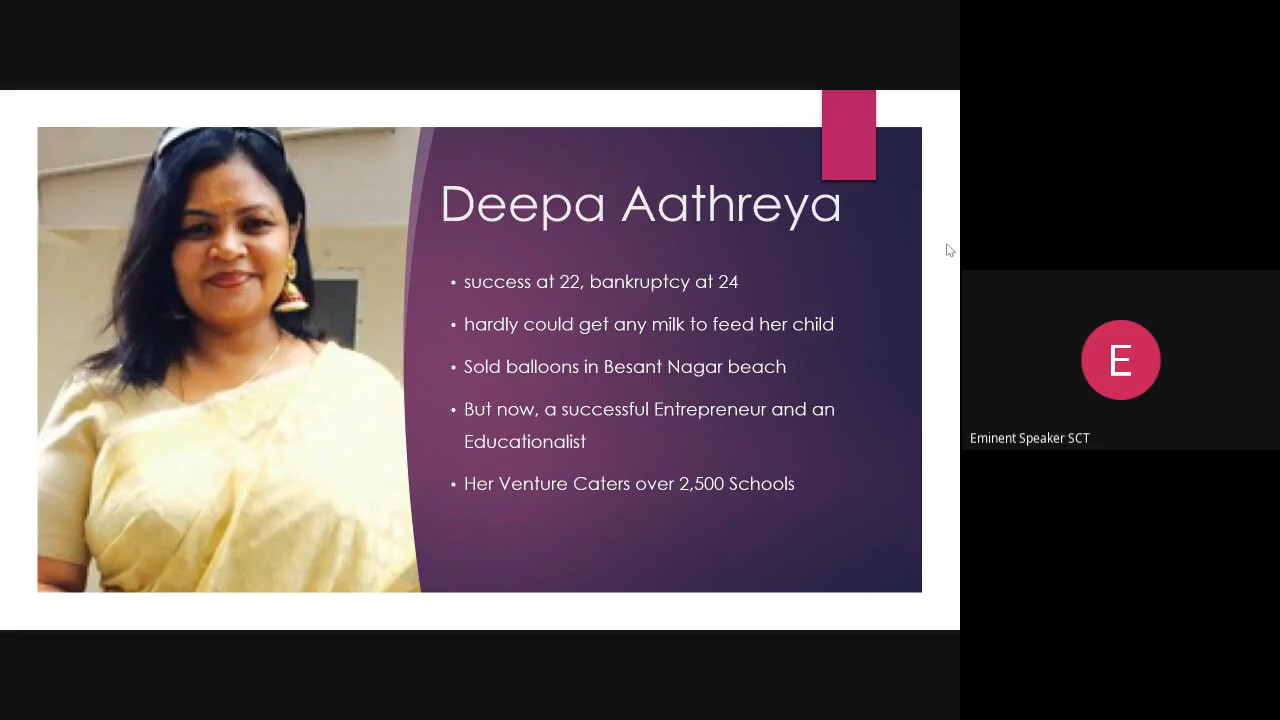 Deepa Aathreya
• success at 22, bankruptcy at 24
• hardly could get any milk to feed her child
• Sold balloons in Besant Nagar beach
• But now, a successful Entrepreneur and an
Educationalist
• Her Venture Caters over 2,500 Schools
E
Eminent Speaker SCT